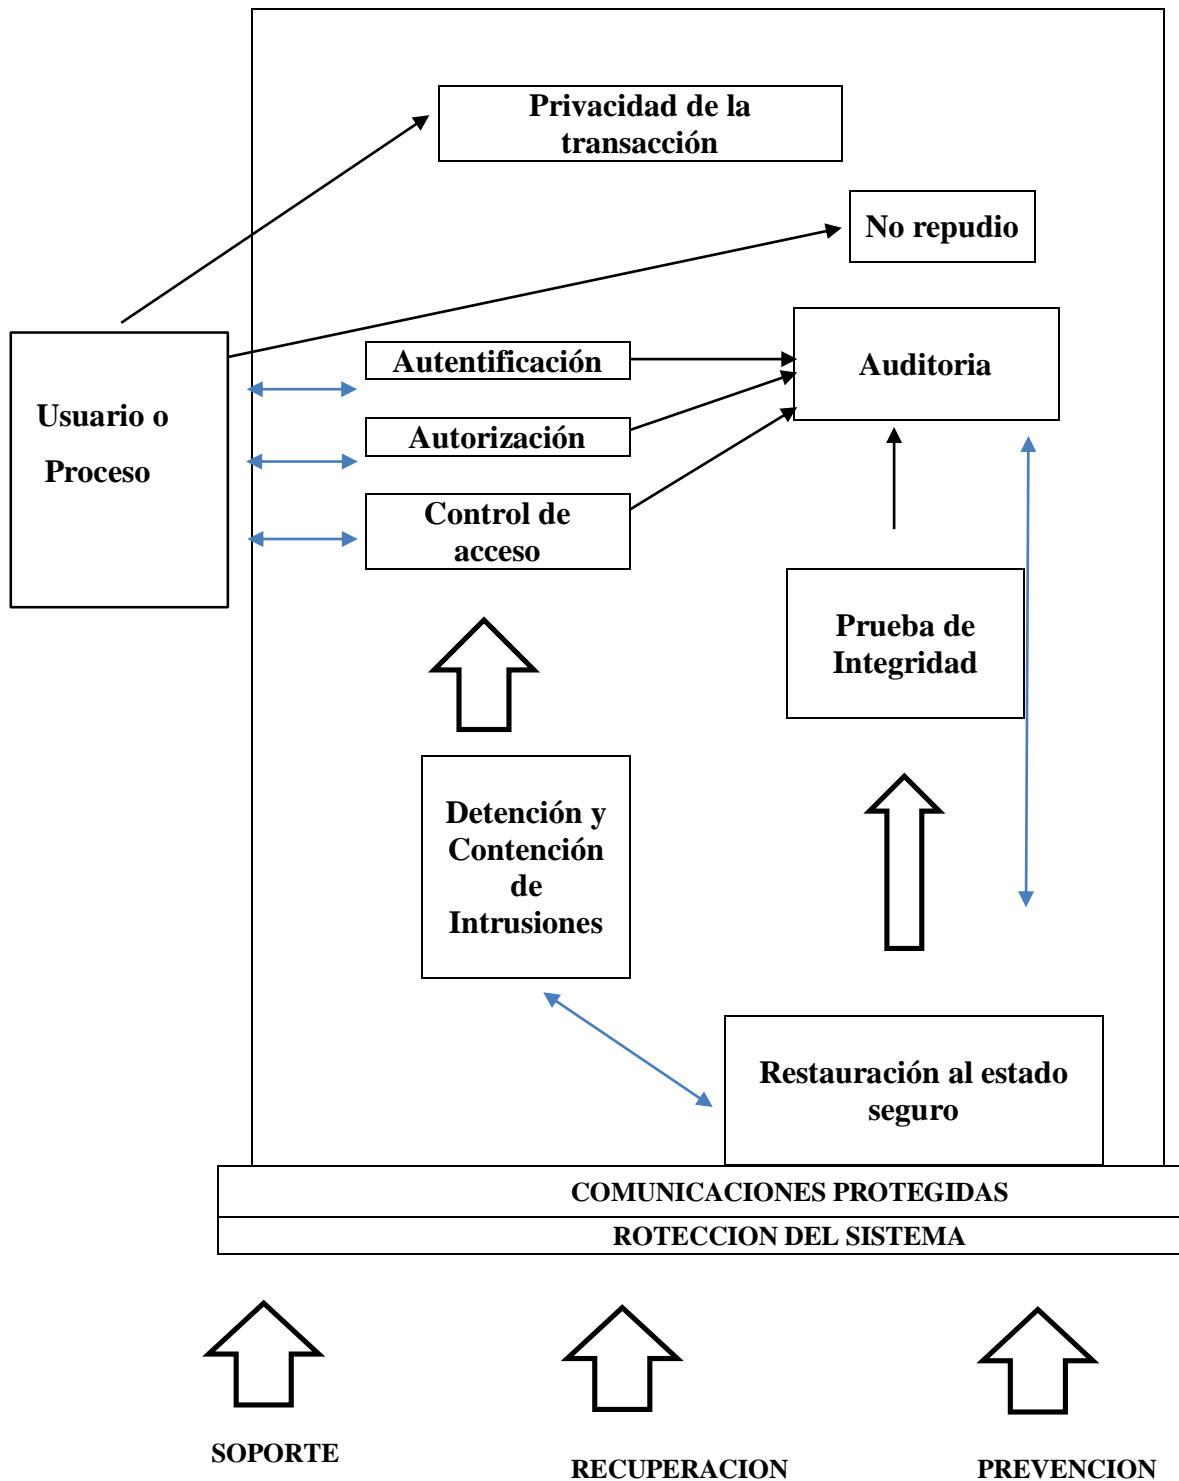 Privacidad de la
transacción
No repudio
Autentificación
Auditoria
Usuario o
Proceso
Autorización
Control de
acceso
Prueba de
Integridad
Detención y
Contención
de
Intrusiones
Restauración al estado
seguro
COMUNICACIONES PROTEGIDAS
ROTECCION DEL SISTEMA
SOPORTE
RECUPERACION
PREVENCION